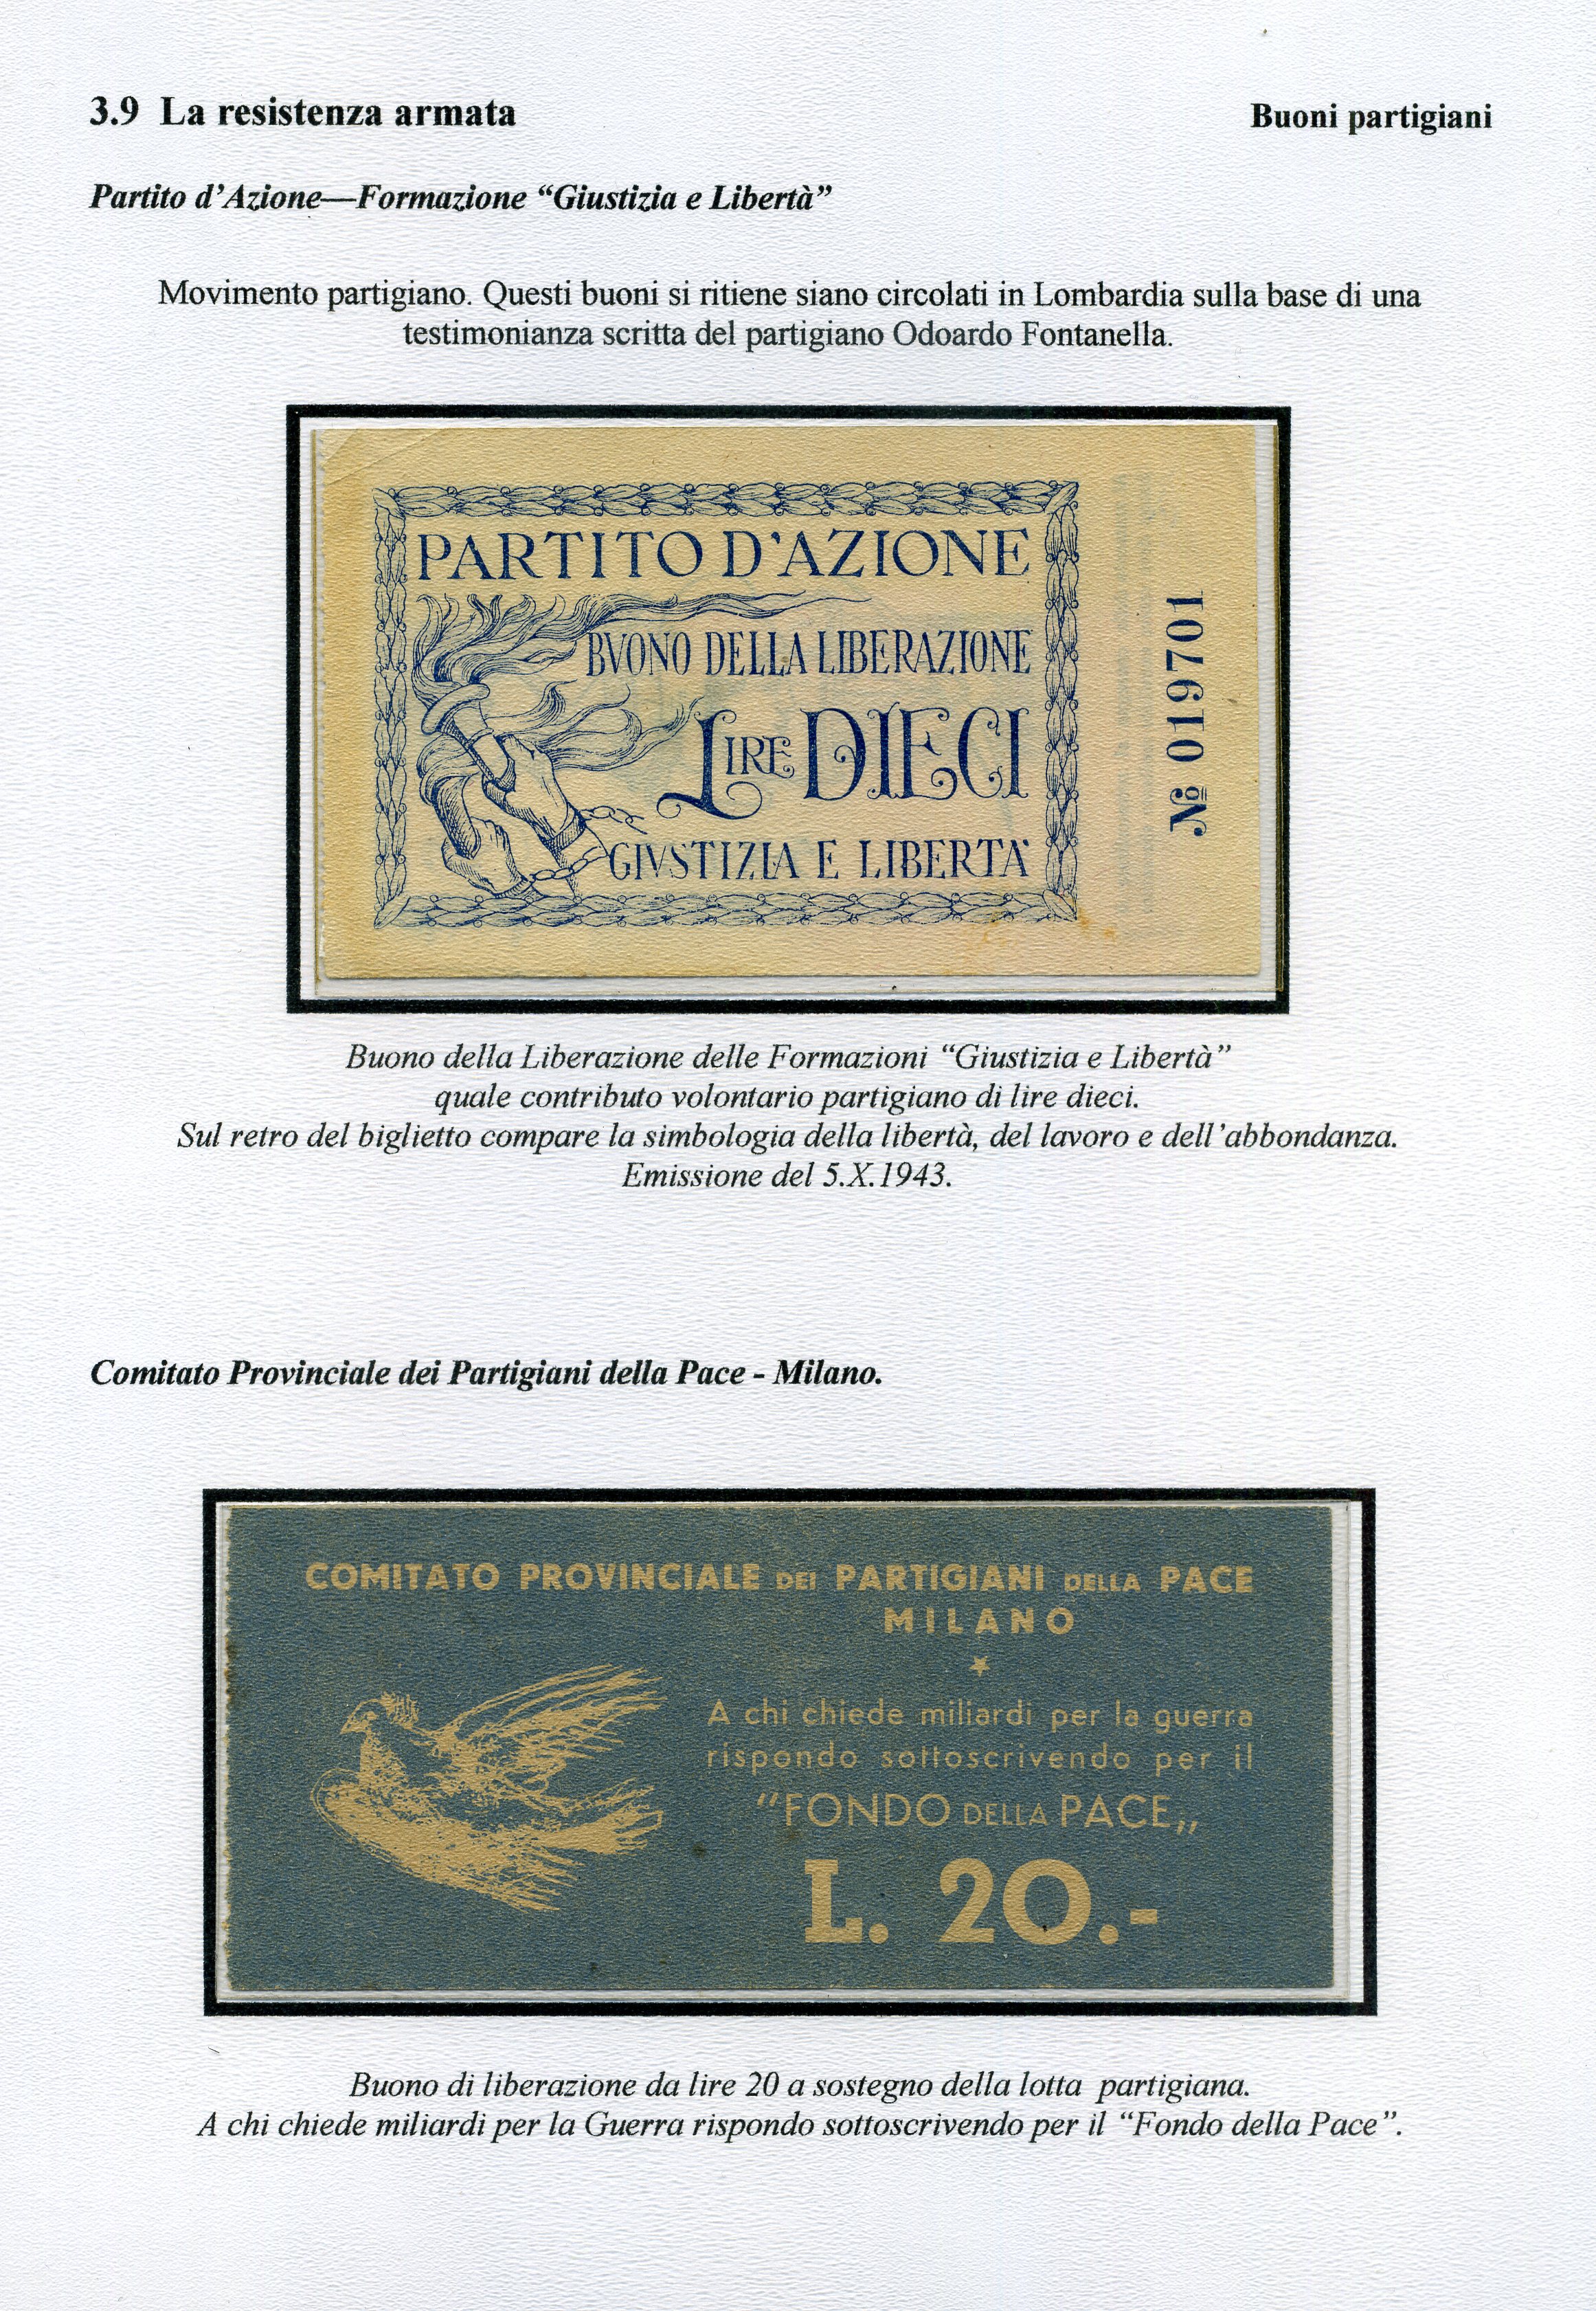 3.9 La resistenza armata
Buoni partigiani
Partito d'Azione—Formazione “Giustizia e Libertà”
Movimento partigiano. Questi buoni si ritiene siano circolati in Lombardia sulla base di una
testimonianza scritta del partigiano Odoardo Fontanella.
PARTITO D'AZIONE
BVONO DELLA LIBERAZIONE
LIRE DIECI
GIVSTIZIA E LIBERTA'
№ 019701
Buono della Liberazione delle Formazioni “Giustizia e Libertà”
quale contributo volontario partigiano di lire dieci.
Sul retro del biglietto compare la simbologia della libertà, del lavoro e dell'abbondanza.
Emissione del 5.X.1943.
Comitato Provinciale dei Partigiani della Pace - Milano.
COMITATO PROVINCIALE DEI PARTIGIANI DELLA PACE
MILANO
A chi chiede miliardi per la guerra
rispondo sottoscrivendo per il
“FONDO DELLA PACE„
L. 20.-
Buono di liberazione da lire 20 a sostegno della lotta partigiana.
A chi chiede miliardi per la Guerra rispondo sottoscrivendo per il “Fondo della Pace”.